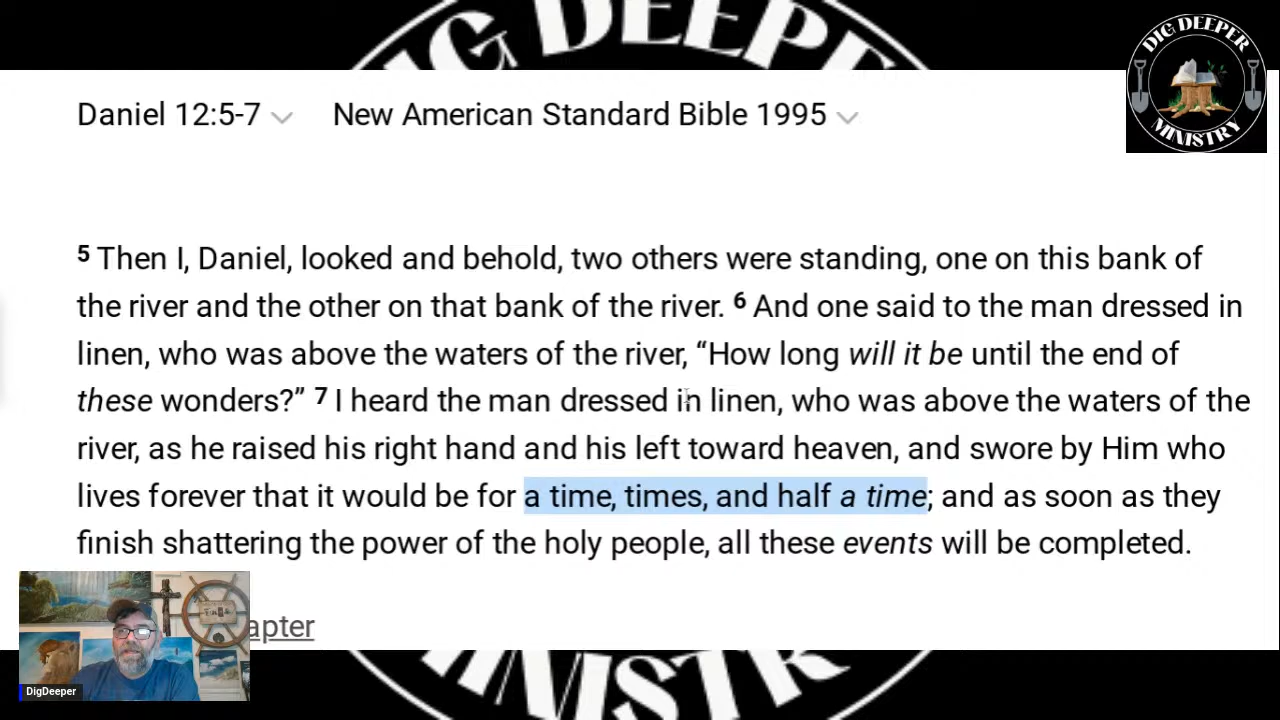 DIG DEEPER
DIG DEEPER
MINISTRY
Daniel 12:5-7 New American Standard Bible 1995
5 Then I, Daniel, looked and behold, two others were standing, one on this bank of
the river and the other on that bank of the river. 6 And one said to the man dressed in
linen, who was above the waters of the river, “How long will it be until the end of
these wonders?” 7 I heard the man dressed in linen, who was above the waters of the
river, as he raised his right hand and his left toward heaven, and swore by Him who
lives forever that it would be for a time, times, and half a time; and as soon as they
finish shattering the power of the holy people, all these events will be completed.
apter
DigDeeper